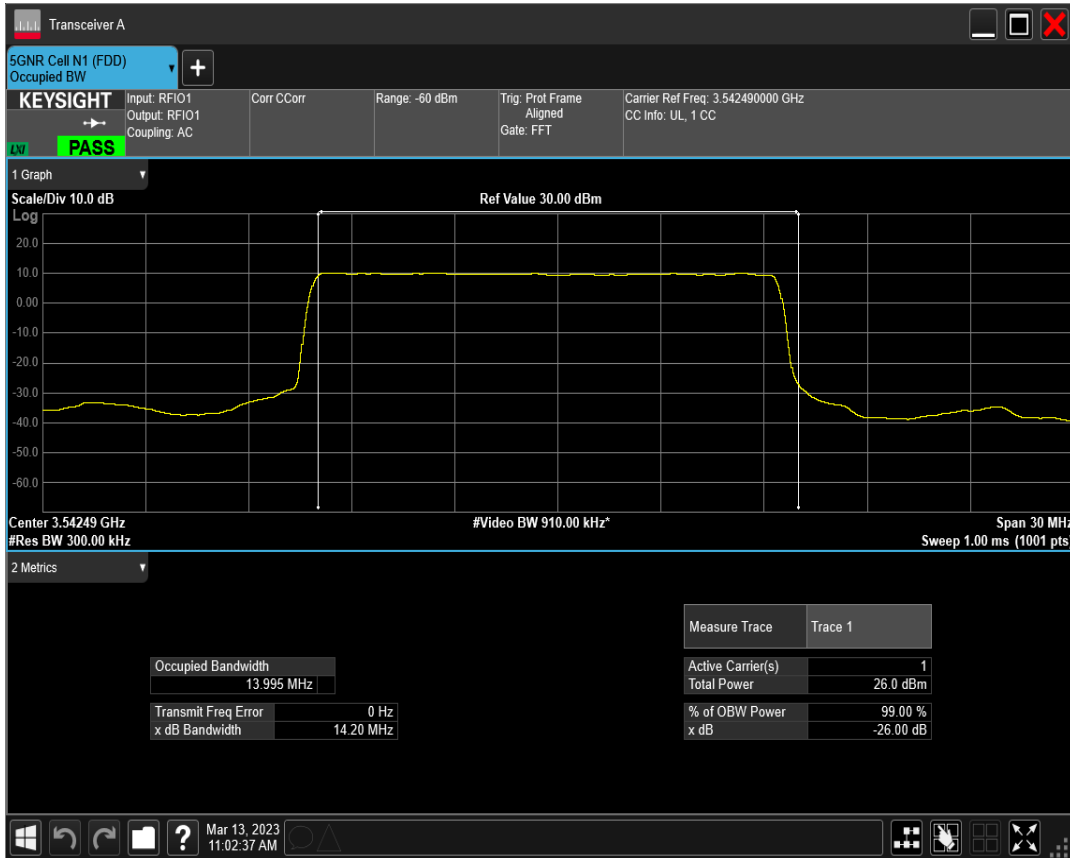 Transceiver A
5GNR Cell N1 (FDD)
Occupied BW
+
KEYSIGHT
LXI
PASS
Input: RFIO1
Output: RFIO1
Coupling: AC
Corr CCorr
Range: -60 dBm
Trig: Prot Frame
Aligned
Gate: FFT
Carrier Ref Freq: 3.542490000 GHz
CC Info: UL, 1 CC
1 Graph
Scale/Div 10.0 dB
Ref Value 30.00 dBm
Log
20.0
10.0
0.00
-10.0
-20.0
-30.0
-40.0
-50.0
-60.0
Center 3.54249 GHz
#Video BW 910.00 kHz*
Span 30 MHz
#Res BW 300.00 kHz
Sweep 1.00 ms (1001 pts)
2 Metrics
Measure Trace Trace 1
Occupied Bandwidth
13.995 MHz
Active Carrier(s) 1
Total Power 26.0 dBm
Transmit Freq Error 0 Hz
x dB Bandwidth 14.20 MHz
% of OBW Power 99.00 %
x dB -26.00 dB
?
Mar 13, 2023
11:02:37 AM